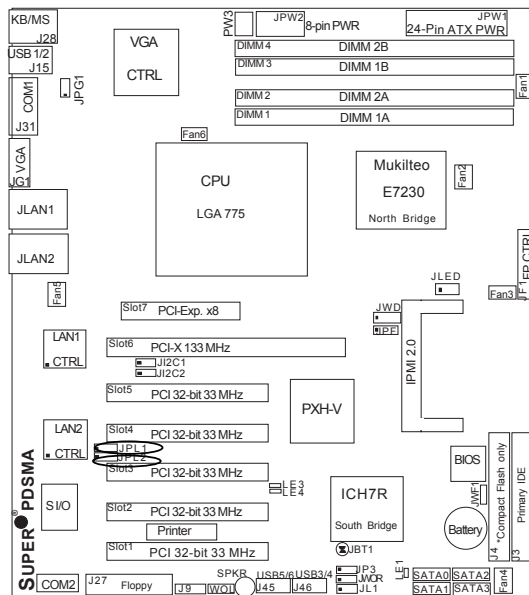 KB/MS
J28
USB 1/2
J15
JPG1
COM1
J31
VGA
JG1
JLAN1
JLAN2
Fan5
VGA
CTRL
PW3
JPW2
8-pin PWR
JPW1
24-Pin ATX PWR
DIMM 4 DIMM 2B
DIMM 3 DIMM 1B
DIMM 2 DIMM 2A
DIMM 1 DIMM 1A
Fan1
Fan6
CPU
LGA 775
Mukilteo
E7230
North Bridge
Fan2
FP CTRL
JF1
Fan3
JLED
JWD
JPF
IPMI 2.0
Slot7
PCI-Exp. x8
LAN1
CTRL
Slot6
PCI-X 133 MHz
JI2C1
JI2C2
Slot5
PCI 32-bit 33 MHz
PXH-V
LAN2
CTRL
Slot4
PCI 32-bit 33 MHz
JPL1
JPL2
Slot3
PCI 32-bit 33 MHz
LE3
LE4
BIOS
JWF1
Battery
J4 *Compact Flash only
J3 Primary IDE
ICH7R
South Bridge
JBT1
S I/O
Slot2
PCI 32-bit 33 MHz
Printer
Slot1
PCI 32-bit 33 MHz
SUPER ® PDSMA
COM2
J27
Floppy
J9
WOL
SPKR
USB5/6
J45
USB3/4
J46
JP3
JWOR
JL1
LE1
SATA0
SATA2
SATA1
SATA3
Fan4